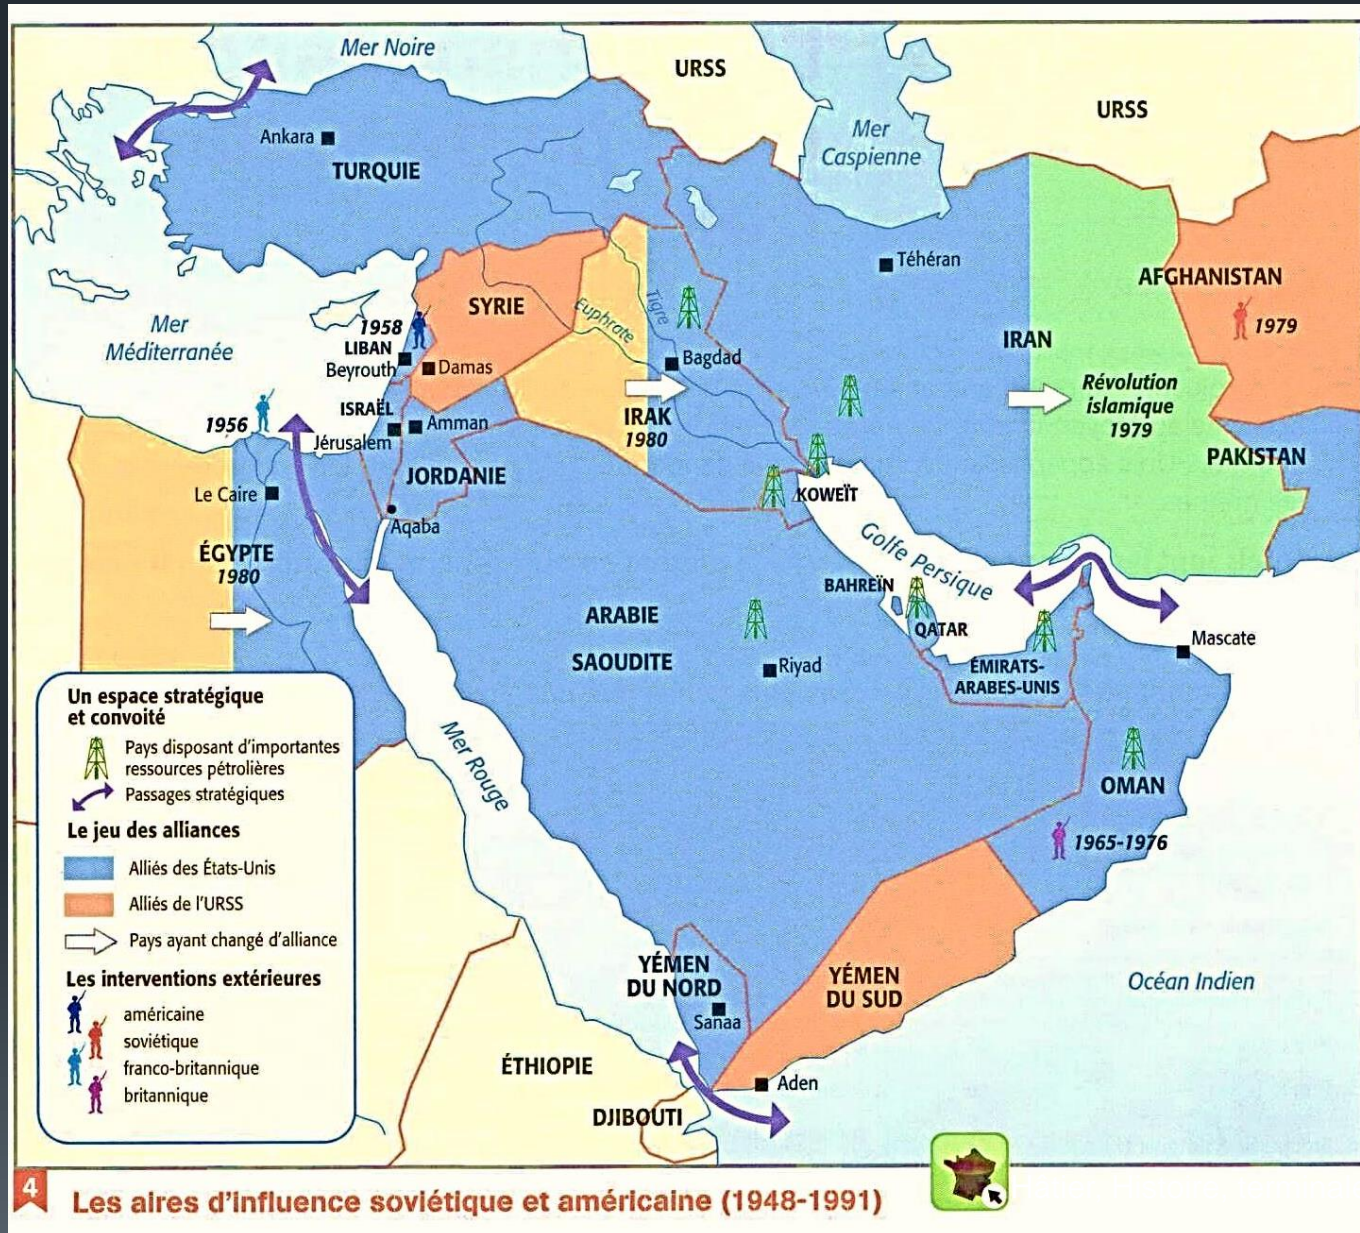 Mer Noire
URSS
URSS
Mer
Caspienne
Ankara
TURQUIE
Téhéran
AFGHANISTAN
1979
SYRIE
Euphrate
Tigre
Mer
Méditerranée
1958
LIBAN
Beyrouth
Damas
Bagdad
IRAN
Révolution
islamique
1979
1956
ISRAËL
Jérusalem
Amman
IRAK
1980
PAKISTAN
JORDANIE
Le Caire
Aqaba
KOWEÏT
ÉGYPTE
1980
Golfe Persique
BAHREÏN
QATAR
ARABIE
SAOUDITE
Riyad
ÉMIRATS-
ARABES-UNIS
Mascate
Mer Rouge
OMAN
1965-1976
YÉMEN
DU NORD
Sanaa
YÉMEN
DU SUD
Océan Indien
ÉTHIOPIE
Aden
DJIBOUTI
Un espace stratégique
et convoité
Pays disposant d'importantes
ressources pétrolières
Passages stratégiques
Le jeu des alliances
Alliés des États-Unis
Alliés de l'URSS
Pays ayant changé d'alliance
Les interventions extérieures
américaine
soviétique
franco-britannique
britannique
4
Les aires d'influence soviétique et américaine (1948-1991)